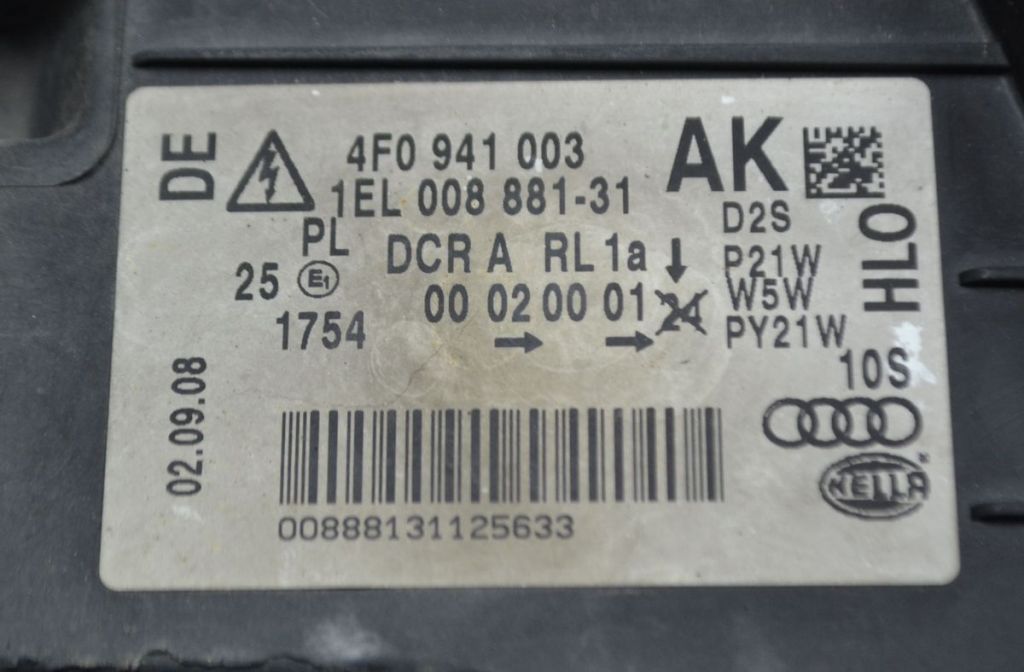 DE
4F0 941 003
AK
1EL 008 881-31
D2S
PL
DCR A RL 1a
P21W
HLO
25 E1
00 02 00 01 24
W5W
1754
PY21W
10S
02.09.08
HELLA
00888131125633